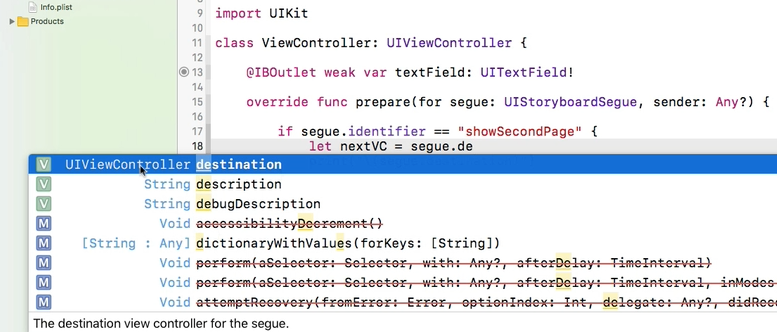 Info.plist
Products
9 import UIKit
10
11 class ViewController: UIViewController {
12
13 @IBOutlet weak var textField: UITextField!
14
15 override func prepare(for segue: UIStoryboardSegue, sender: Any?) {
16
17 if segue.identifier == "showSecondPage" {
18 let nextVC = segue.de
V UIViewController destination
V String description
V String debugDescription
M Void accessibilityDecrement()
M [String : Any] dictionaryWithValues(forKeys: [String])
M Void perform(aSelector: Selector, with: Any?, afterDelay: TimeInterval)
M Void perform(aSelector: Selector, with: Any?, afterDelay: TimeInterval, inModes
M Void attemptRecovery(fromError: Error, optionIndex: Int, delegate: Any?, didReco
The destination view controller for the segue.